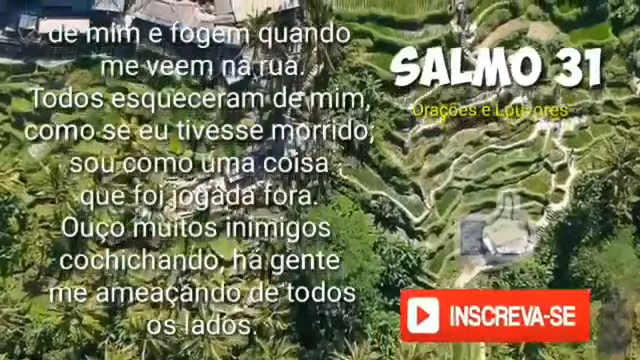 de mim e fogem quando
me veem na rua.
Todos esqueceram de mim,
como se eu tivesse morrido;
sou como uma coisa
que foi jogada fora.
Ouço muitos inimigos
cochichando; há gente
me ameaçando de todos
os lados.
SALMO 31
Orações e Louvores
INSCREVA-SE